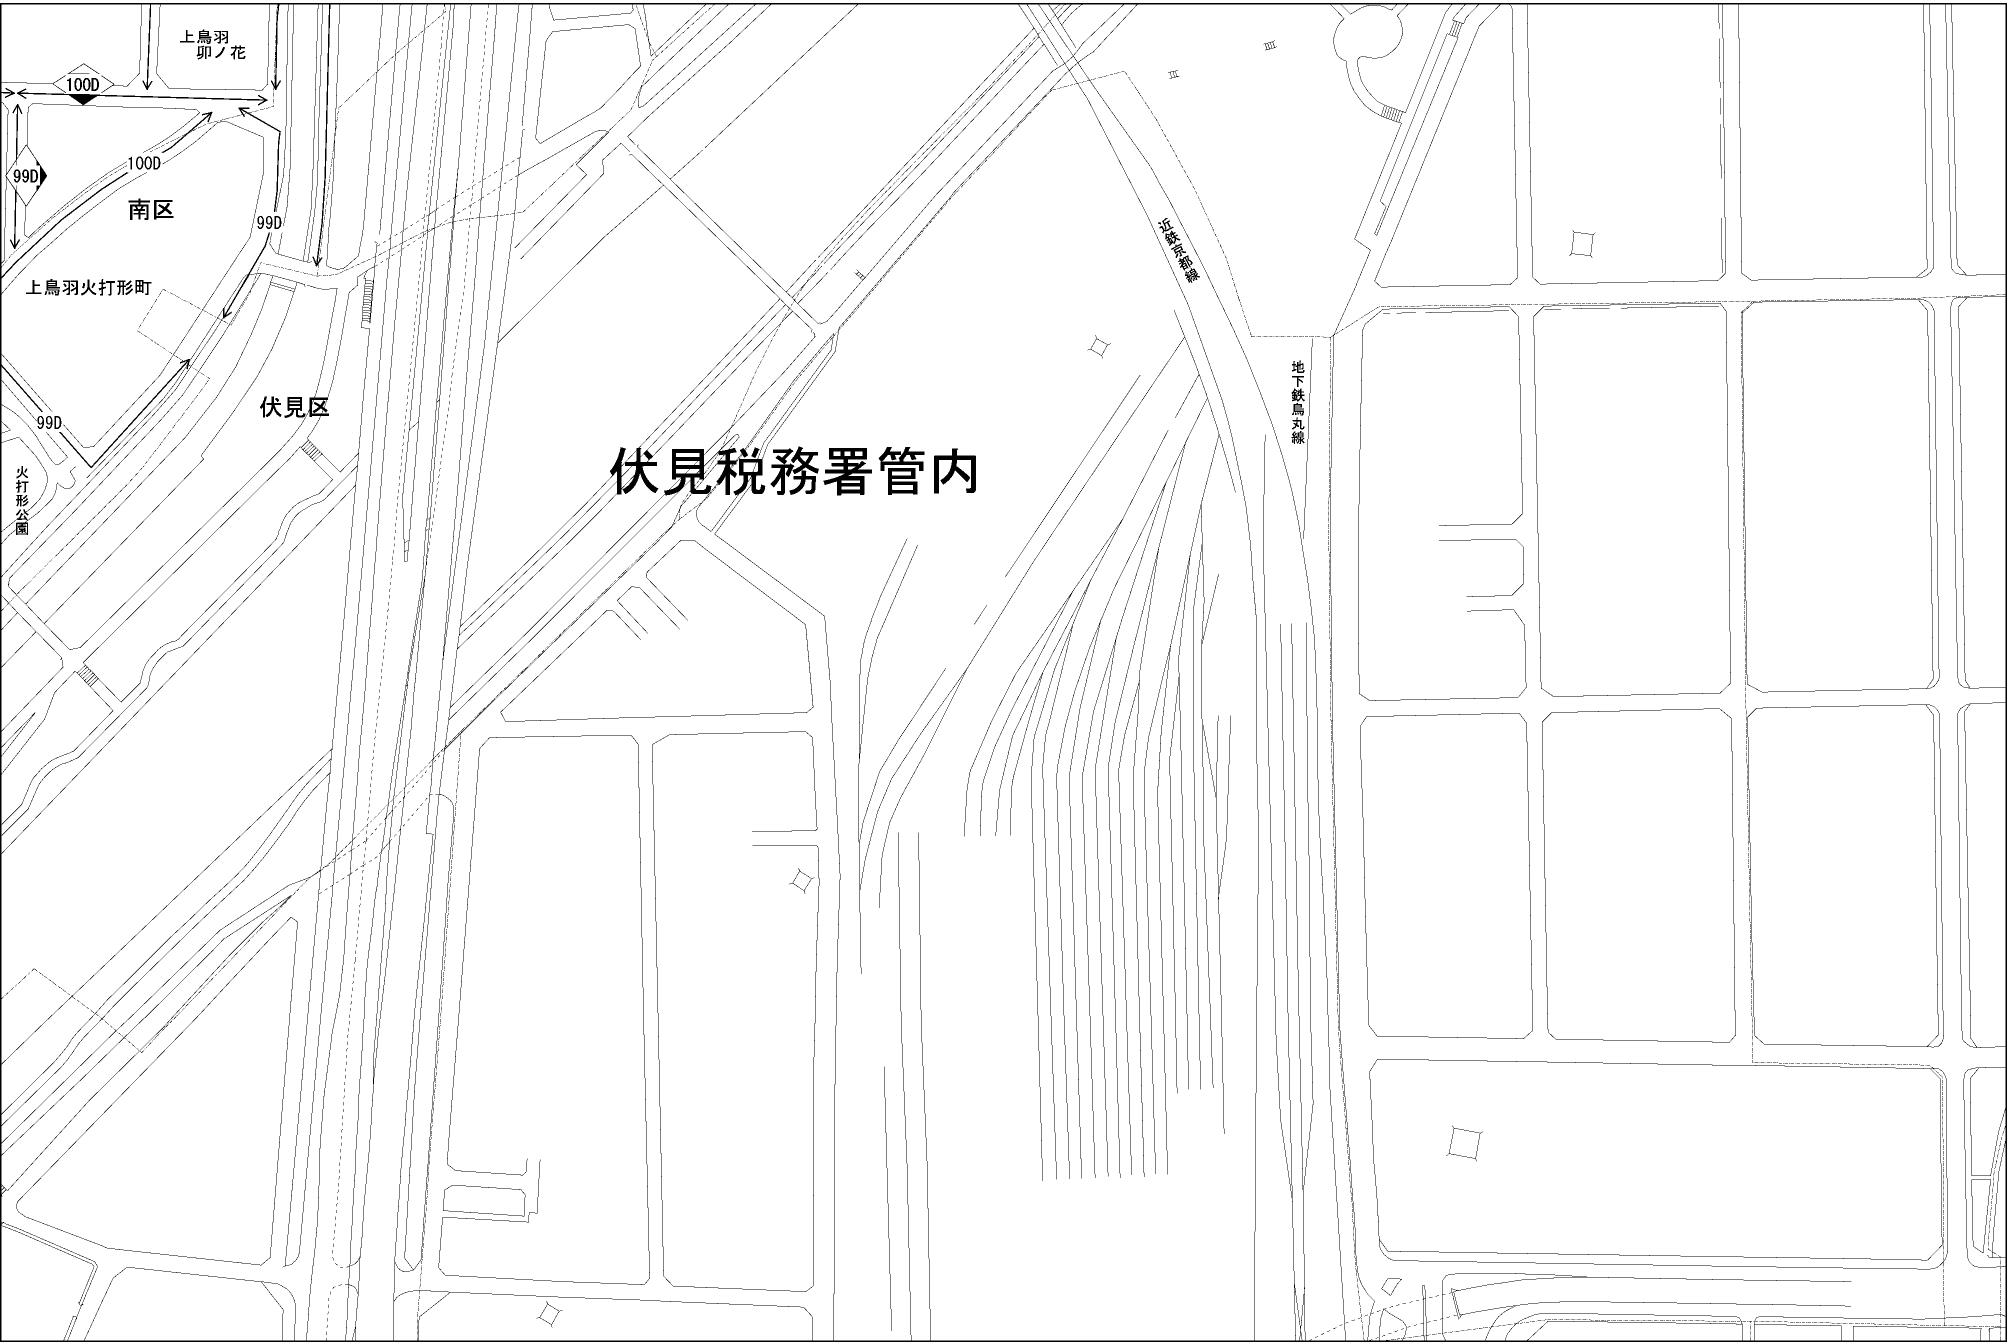 上鳥羽
卯ノ花
100D
99D
100D
南区
99D
上鳥羽火打形町
99D
伏見区
火打形公園
伏見税務署管内
近鉄京都線
地下鉄烏丸線